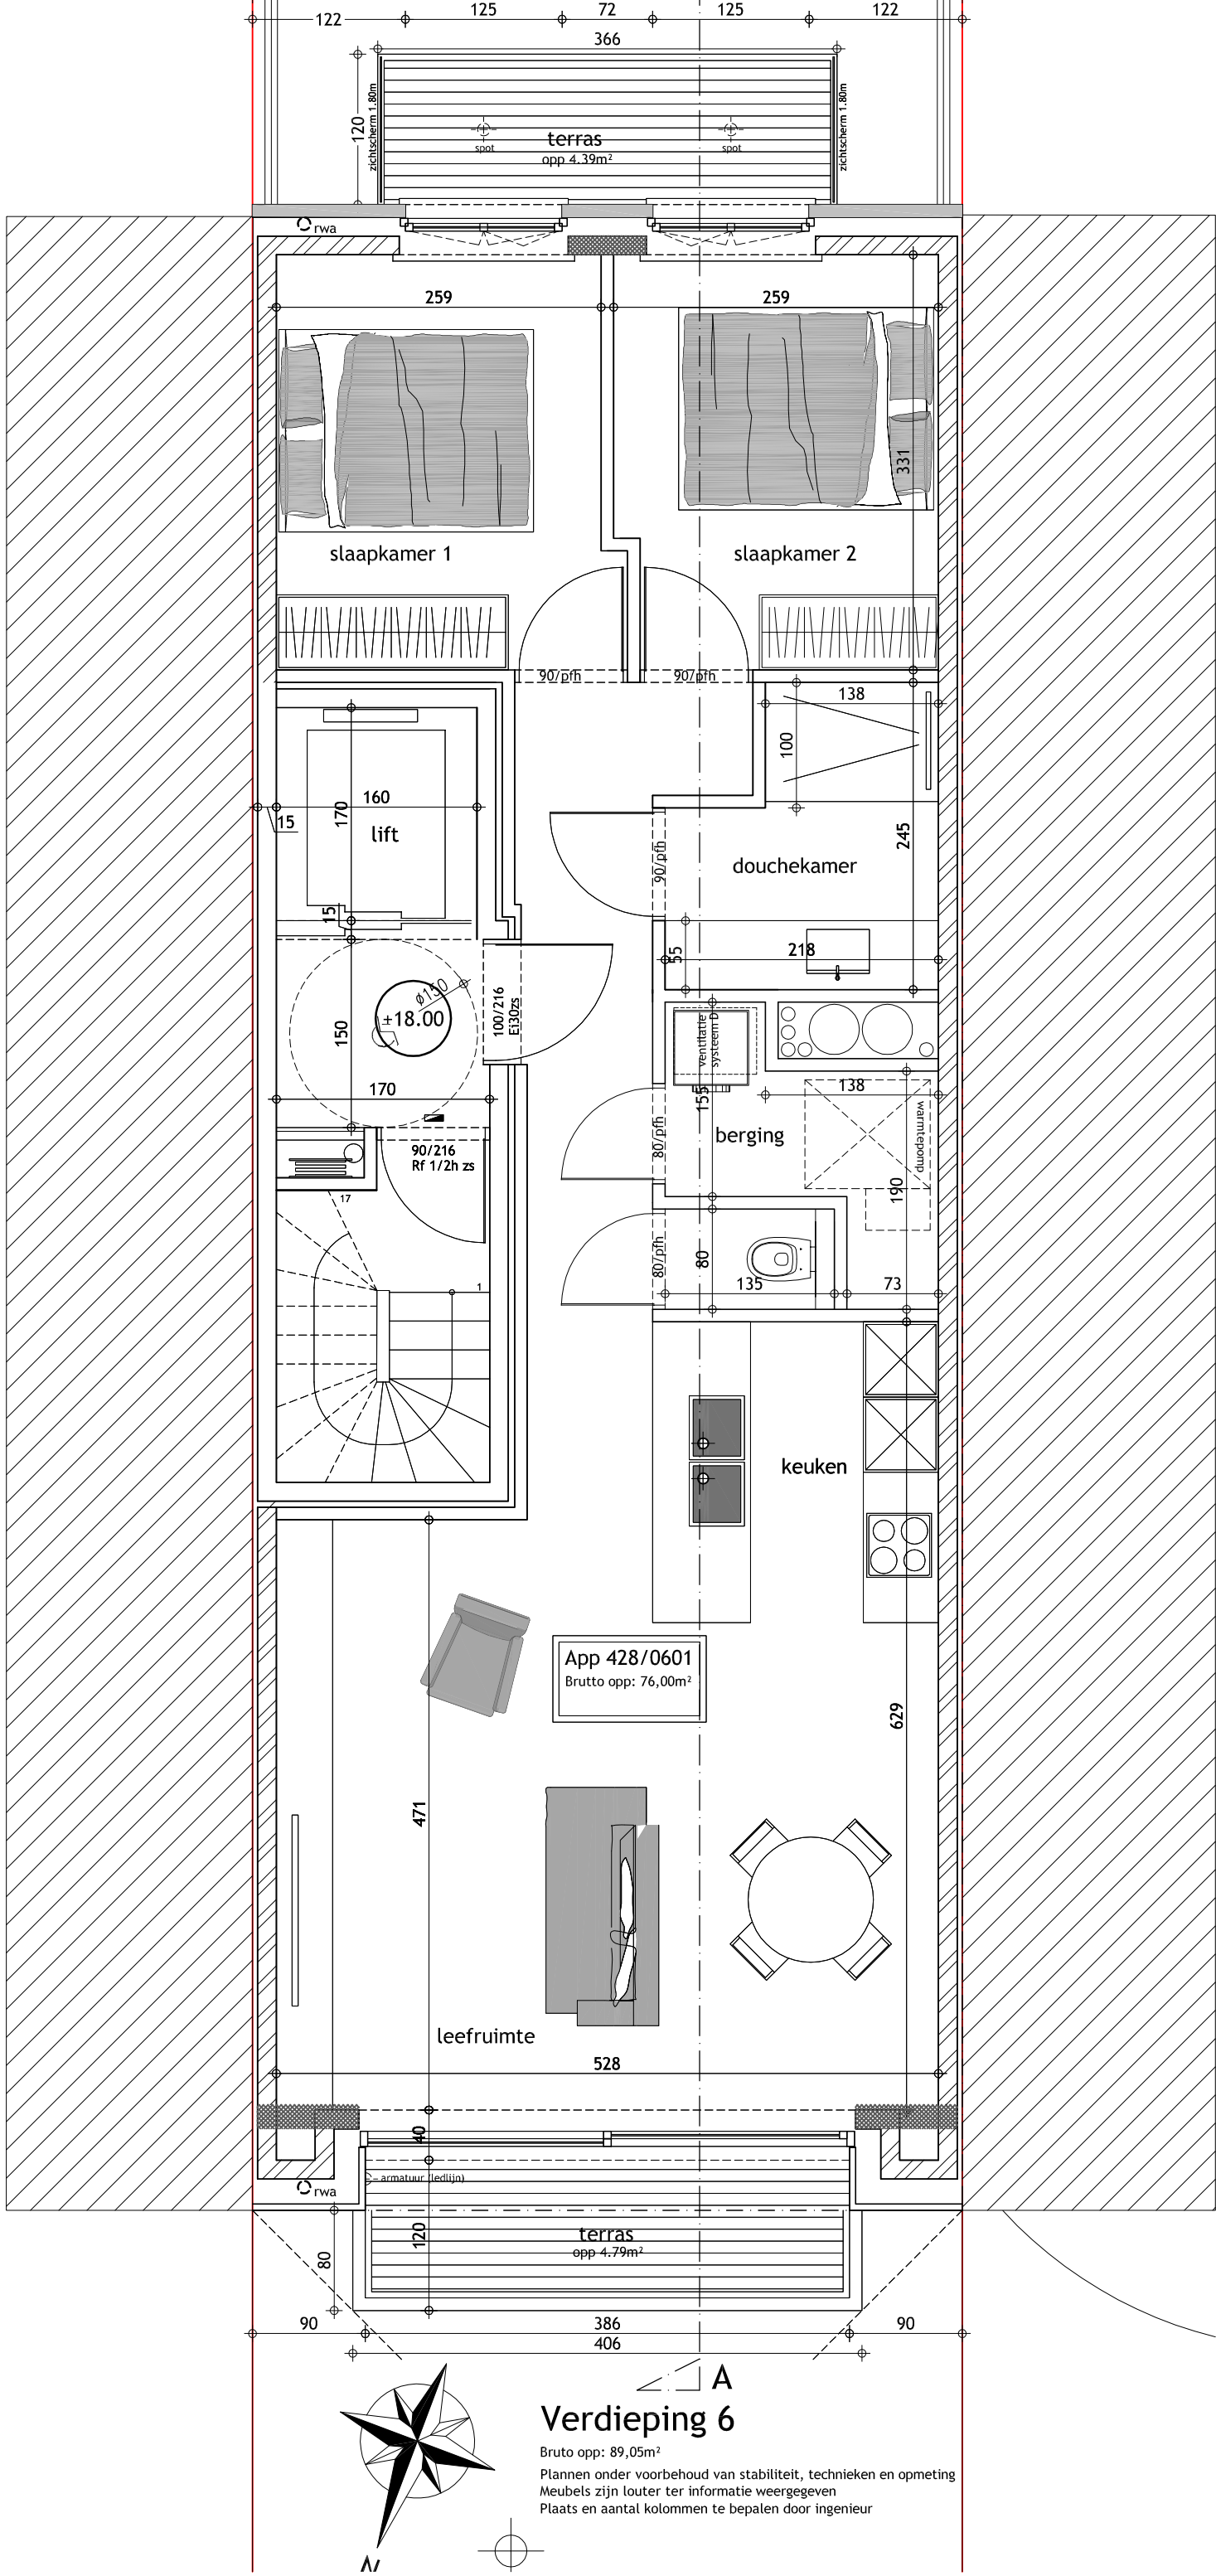 122
125
72
125
122
366
120
zichtscherm 1.80m
zichtscherm 1.80m
spot
terras
opp 4.39m²
spot
rwa
259
259
331
slaapkamer 1
slaapkamer 2
90/pfh
90/pfh
138
100
160
170
15
lift
245
90/pfh
douchekamer
15
55
218
ø150
±18.00
100/216
Ei30zs
150
ventilatie
systeem D
170
155
138
warmtepomp
berging
80/pfh
90/216
Rf 1/2h zs
190
17
80/pfh
80
1
135
73
keuken
App 428/0601
Brutto opp: 76,00m²
629
471
leefruimte
528
40
armatuur (ledlijn)
rwa
120
terras
opp 4.79m²
80
90
386
90
406
A
Verdieping 6
Bruto opp: 89,05m²
Plannen onder voorbehoud van stabiliteit, technieken en opmeting
Meubels zijn louter ter informatie weergegeven
Plaats en aantal kolommen te bepalen door ingenieur
N